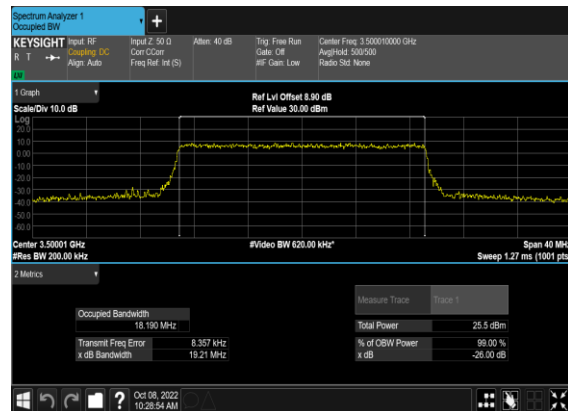 Spectrum Analyzer 1
Occupied BW
KEYSIGHT
R T
LW
Input: RF
Coupling: DC
Align: Auto
Input Z: 50 Ω
Corr CCorr
Freq Ref: Int (S)
Atten: 40 dB
Trig: Free Run
Gate: Off
#IF Gain: Low
Center Freq: 3.500010000 GHz
Avg|Hold: 500/500
Radio Std: None
1 Graph
Scale/Div 10.0 dB
Ref Lvl Offset 8.90 dB
Ref Value 30.00 dBm
Log
20.0
10.0
0.00
-10.0
-20.0
-30.0
-40.0
-50.0
-60.0
Center 3.50001 GHz
#Video BW 620.00 kHz*
Span 40 MHz
#Res BW 200.00 kHz
Sweep 1.27 ms (1001 pts)
2 Metrics
Measure Trace
Trace 1
Occupied Bandwidth
18.190 MHz
Total Power
25.5 dBm
Transmit Freq Error
8.357 kHz
% of OBW Power
99.00 %
x dB Bandwidth
19.21 MHz
x dB
-26.00 dB
?
Oct 08, 2022
10:28:54 AM